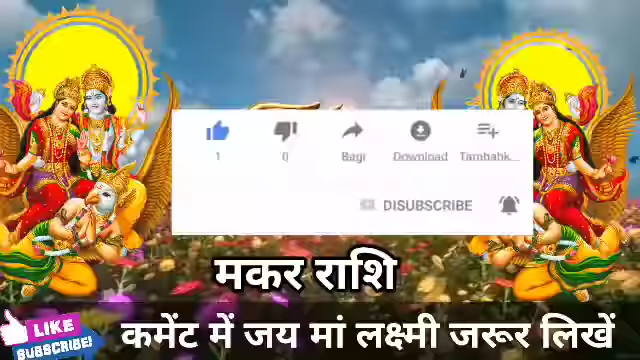 1 0 Bagi Download Tambahk...
DISUBSCRIBE
मकर राशि
LIKE
SUBSCRIBE!
कमेंट में जय मां लक्ष्मी जरूर लिखें